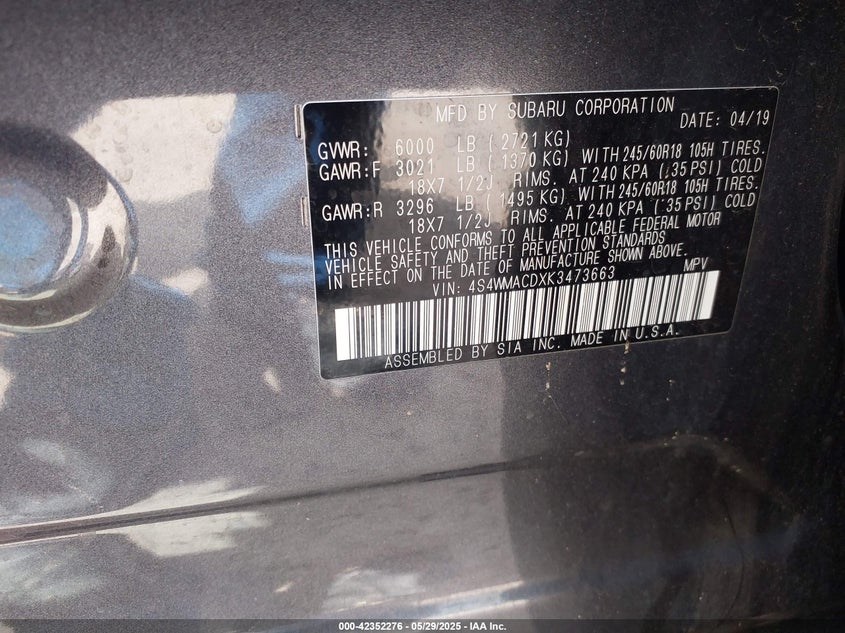 MFD BY SUBARU CORPORATION
DATE: 04/19
GVWR: 6000 LB ( 2721 KG)
GAWR:F 3021 LB ( 1370 KG) WITH 245/60R18 105H TIRES.
18X7 1/2J RIMS. AT 240 KPA ( 35 PSI) COLD
GAWR:R 3296 LB ( 1495 KG) WITH 245/60R18 105H TIRES.
18X7 1/2J RIMS. AT 240 KPA ( 35 PSI) COLD
THIS VEHICLE CONFORMS TO ALL APPLICABLE FEDERAL MOTOR
VEHICLE SAFETY AND THEFT PREVENTION STANDARDS
IN EFFECT ON THE DATE OF MANUFACTURE SHOWN ABOVE.
VIN: 4S4WMACDXK3473663 MPV
ASSEMBLED BY SIA INC. MADE IN U.S.A.
000-42352276 - 05/29/2025 - IAA Inc.